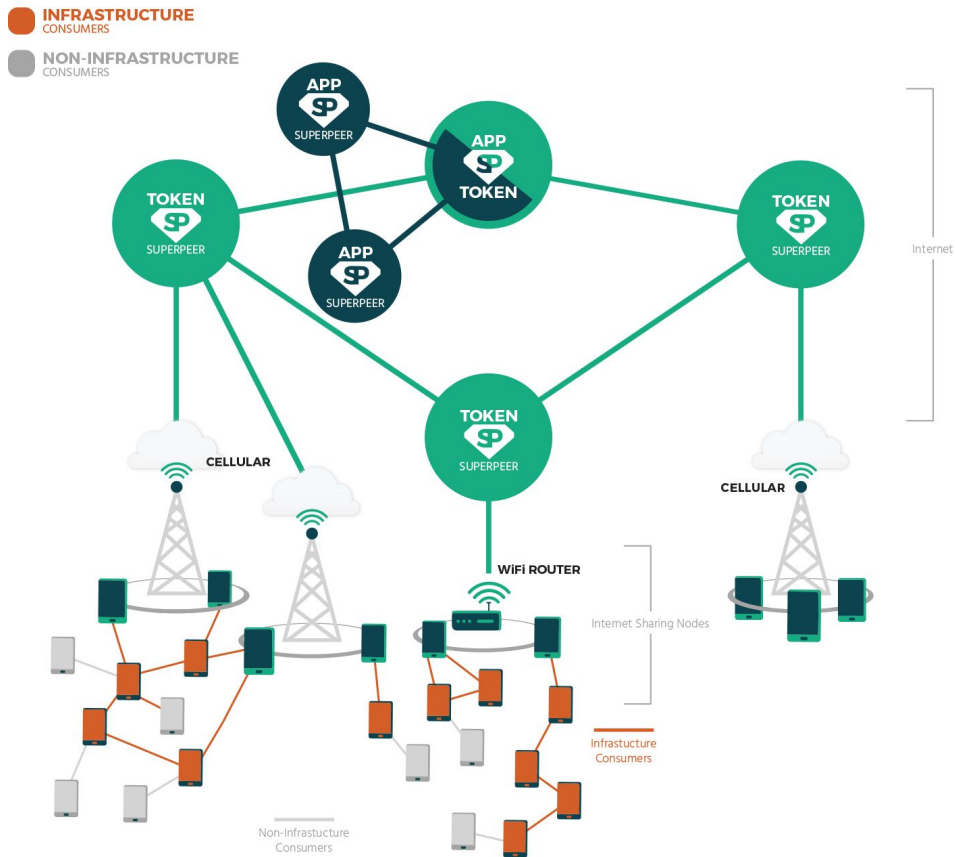 INFRASTRUCTURE
CONSUMERS
NON-INFRASTRUCTURE
CONSUMERS
APP
SP
SUPERPEER
APP
SP
TOKEN
TOKEN
SP
SUPERPEER
TOKEN
SP
SUPERPEER
APP
SP
SUPERPEER
Internet
TOKEN
SP
SUPERPEER
CELLULAR
CELLULAR
WiFi ROUTER
Internet Sharing Nodes
Infrastucture
Consumers
Non-Infrastucture
Consumers